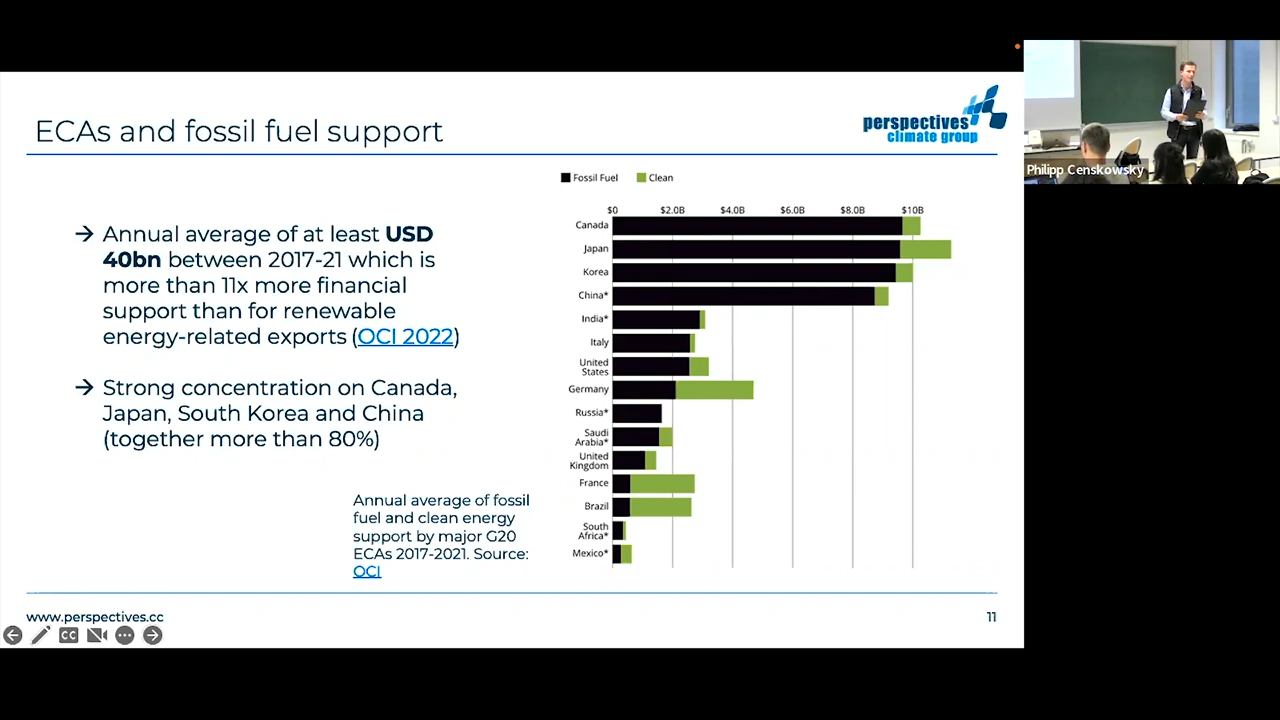 ECAs and fossil fuel support
perspectives
climate group
Philipp Censkowsky
→ Annual average of at least USD
40bn between 2017-21 which is
more than 11x more financial
support than for renewable
energy-related exports (OCI 2022)
→ Strong concentration on Canada,
Japan, South Korea and China
(together more than 80%)
Annual average of fossil
fuel and clean energy
support by major G20
ECAs 2017-2021. Source:
OCI
Fossil Fuel Clean
$0 $2.0B $4.0B $6.0B $8.0B $10B
Canada
Japan
Korea
China*
India*
Italy
United
States
Germany
Russia*
Saudi
Arabia*
United
Kingdom
France
Brazil
South
Africa*
Mexico*
www.perspectives.cc
11
CC